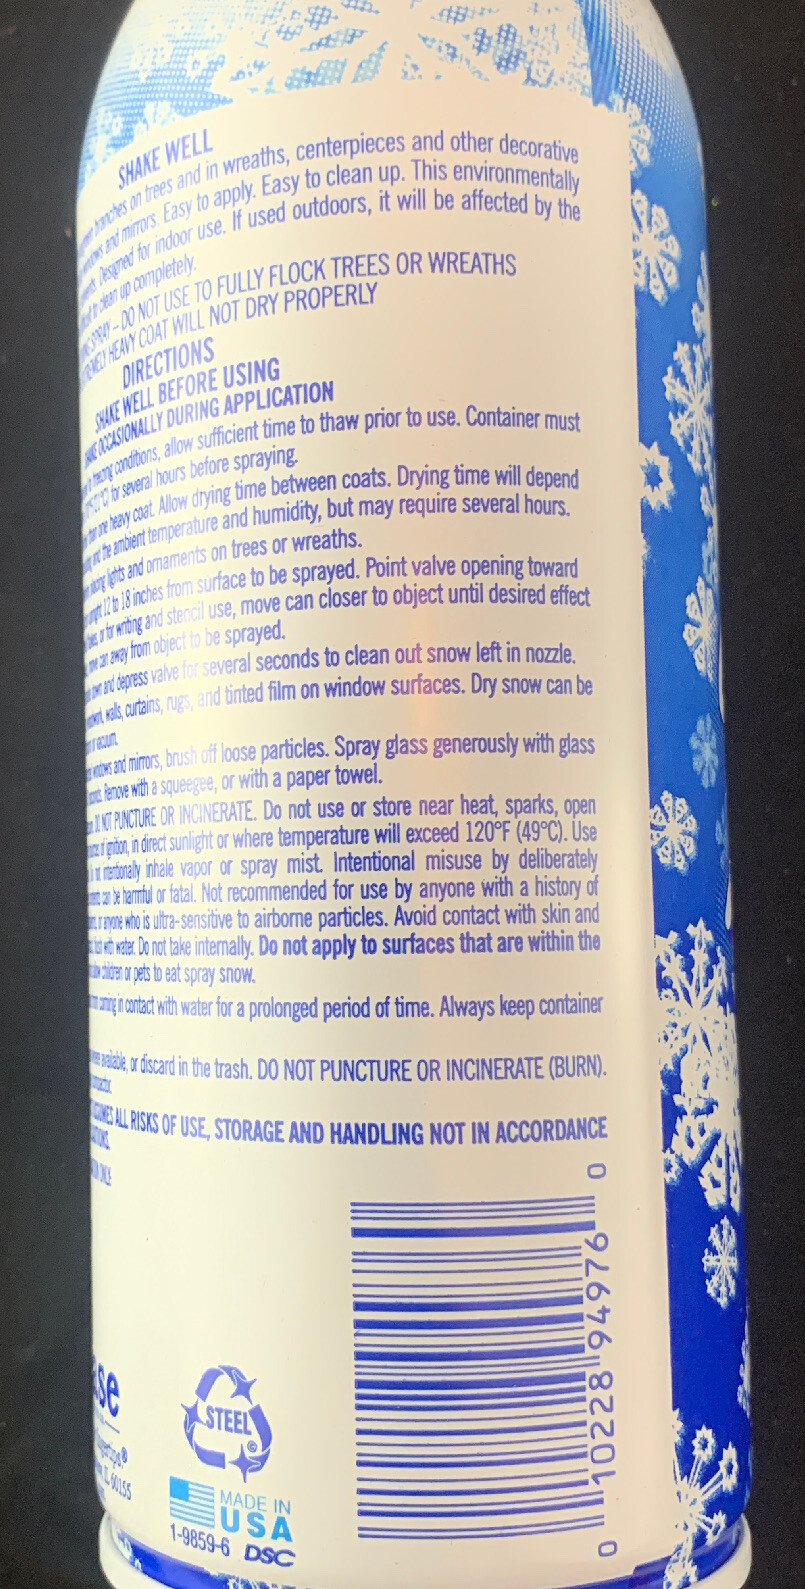 SHAKE WELL
branches on trees and in wreaths, centerpieces and other decorative
windows and mirrors. Easy to apply. Easy to clean up. This environmentally
Designed for indoor use. If used outdoors, it will be affected by the
to clean up completely.
SPRAY – DO NOT USE TO FULLY FLOCK TREES OR WREATHS
HEAVY COAT WILL NOT DRY PROPERLY
DIRECTIONS
SHAKE WELL BEFORE USING
OCCASIONALLY DURING APPLICATION
freezing conditions, allow sufficient time to thaw prior to use. Container must
for several hours before spraying.
one heavy coat. Allow drying time between coats. Drying time will depend
and the ambient temperature and humidity, but may require several hours.
lights and ornaments on trees or wreaths.
12 to 18 inches from surface to be sprayed. Point valve opening toward
or for writing and stencil use, move can closer to object until desired effect
can away from object to be sprayed.
down and depress valve for several seconds to clean out snow left in nozzle.
walls, curtains, rugs, and tinted film on window surfaces. Dry snow can be
vacuum.
windows and mirrors, brush off loose particles. Spray glass generously with glass
Remove with a squeegee, or with a paper towel.
NOT PUNCTURE OR INCINERATE. Do not use or store near heat, sparks, open
of ignition, in direct sunlight or where temperature will exceed 120°F (49°C). Use
intentionally inhale vapor or spray mist. Intentional misuse by deliberately
can be harmful or fatal. Not recommended for use by anyone with a history of
or anyone who is ultra-sensitive to airborne particles. Avoid contact with skin and
with water. Do not take internally. Do not apply to surfaces that are within the
children or pets to eat spray snow.
coming in contact with water for a prolonged period of time. Always keep container
available, or discard in the trash. DO NOT PUNCTURE OR INCINERATE (BURN).
ALL RISKS OF USE, STORAGE AND HANDLING NOT IN ACCORDANCE
ase
IL 60155
STEEL
©
MADE IN
USA
1-9859-6 DSC
0 10228 94976 0